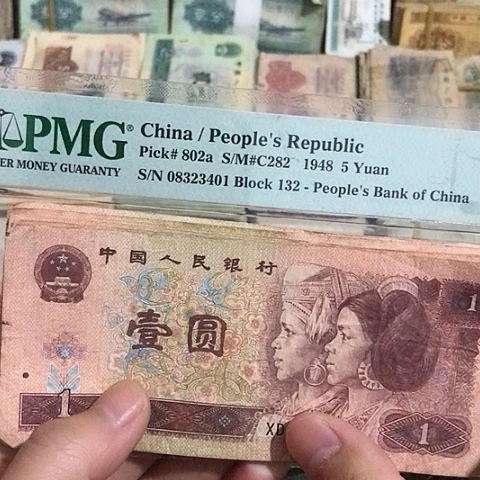 PMG®
ER MONEY GUARANTY
China / People's Republic
Pick# 802a S/M#C282 1948 5 Yuan
S/N 08323401 Block 132 - People's Bank of China
中国人民银行
壹圆
1
1
XD
1